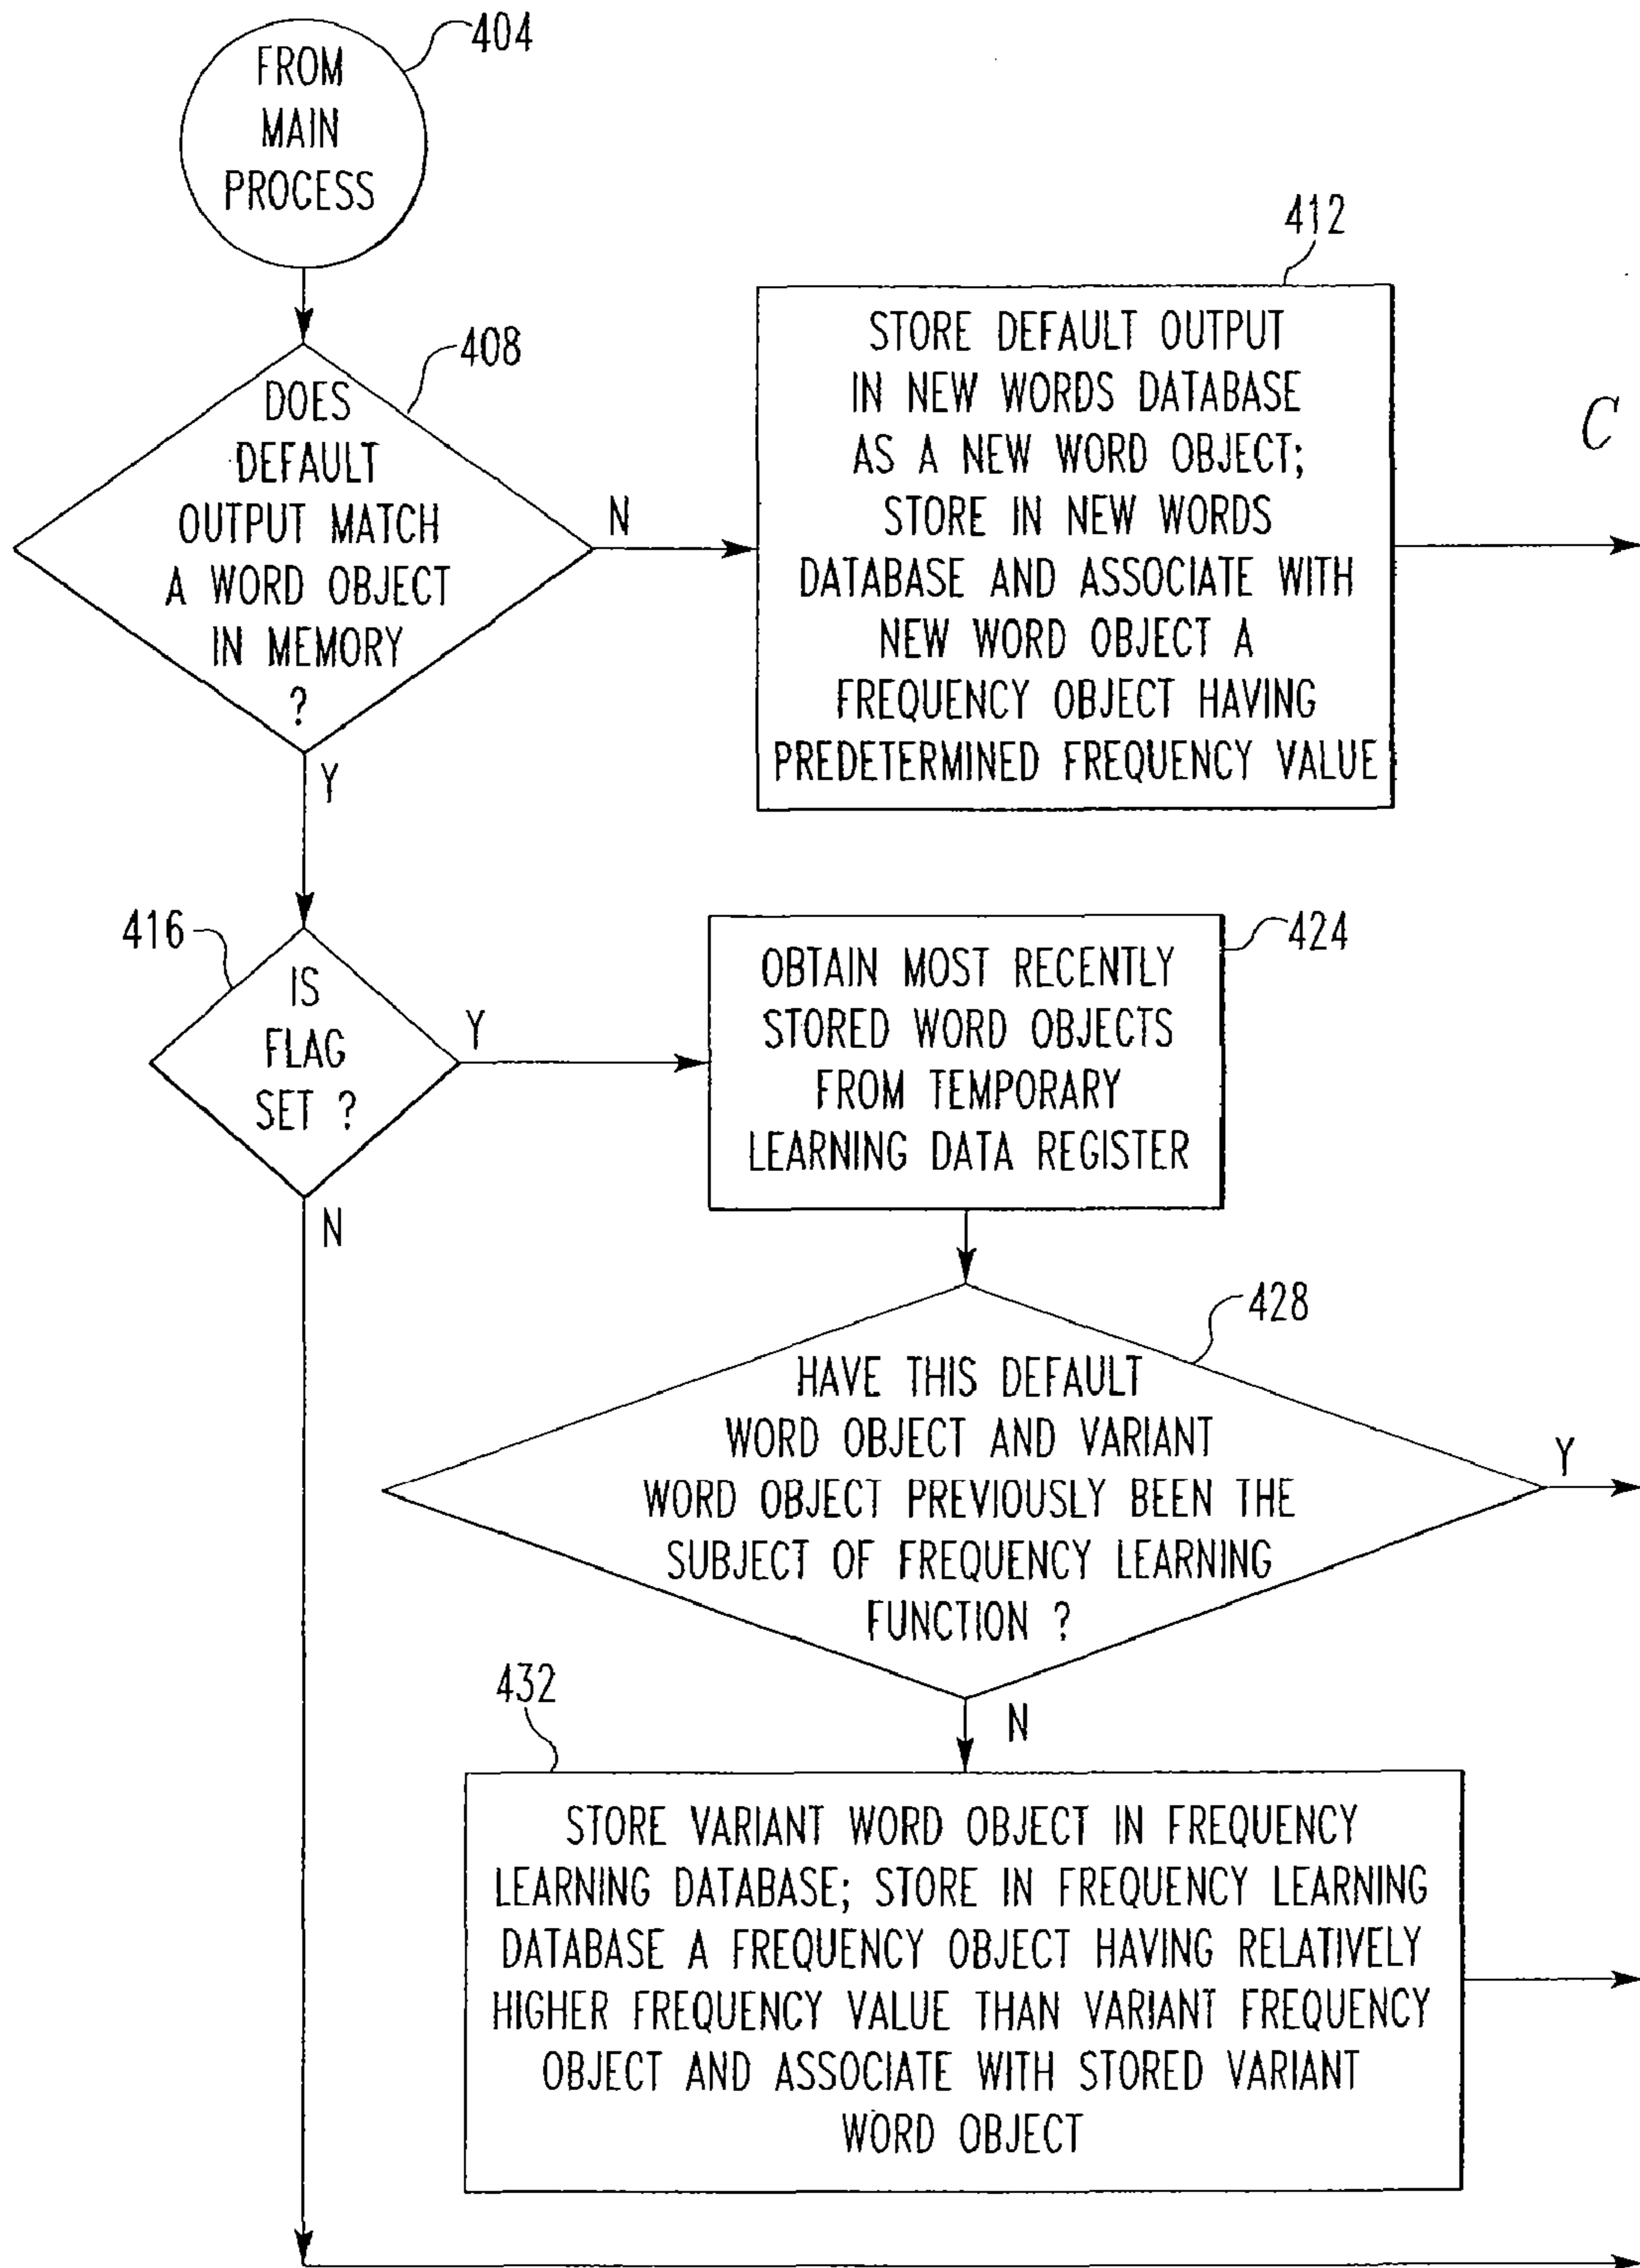 404
FROM
MAIN
PROCESS
408
DOES
DEFAULT
OUTPUT MATCH
A WORD OBJECT
IN MEMORY
?
N
Y
412
STORE DEFAULT OUTPUT
IN NEW WORDS DATABASE
AS A NEW WORD OBJECT;
STORE IN NEW WORDS
DATABASE AND ASSOCIATE WITH
NEW WORD OBJECT A
FREQUENCY OBJECT HAVING
PREDETERMINED FREQUENCY VALUE
C
416
IS
FLAG
SET ?
Y
N
424
OBTAIN MOST RECENTLY
STORED WORD OBJECTS
FROM TEMPORARY
LEARNING DATA REGISTER
428
HAVE THIS DEFAULT
WORD OBJECT AND VARIANT
WORD OBJECT PREVIOUSLY BEEN THE
SUBJECT OF FREQUENCY LEARNING
FUNCTION ?
Y
N
432
STORE VARIANT WORD OBJECT IN FREQUENCY
LEARNING DATABASE; STORE IN FREQUENCY LEARNING
DATABASE A FREQUENCY OBJECT HAVING RELATIVELY
HIGHER FREQUENCY VALUE THAN VARIANT FREQUENCY
OBJECT AND ASSOCIATE WITH STORED VARIANT
WORD OBJECT